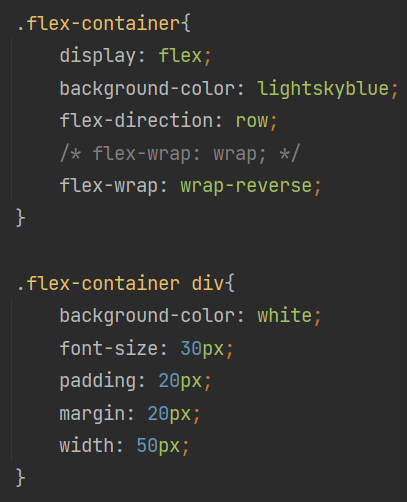 .flex-container{
    display: flex;
    background-color: lightskyblue;
    flex-direction: row;
    /* flex-wrap: wrap; */
    flex-wrap: wrap-reverse;
}

.flex-container div{
    background-color: white;
    font-size: 30px;
    padding: 20px;
    margin: 20px;
    width: 50px;
}